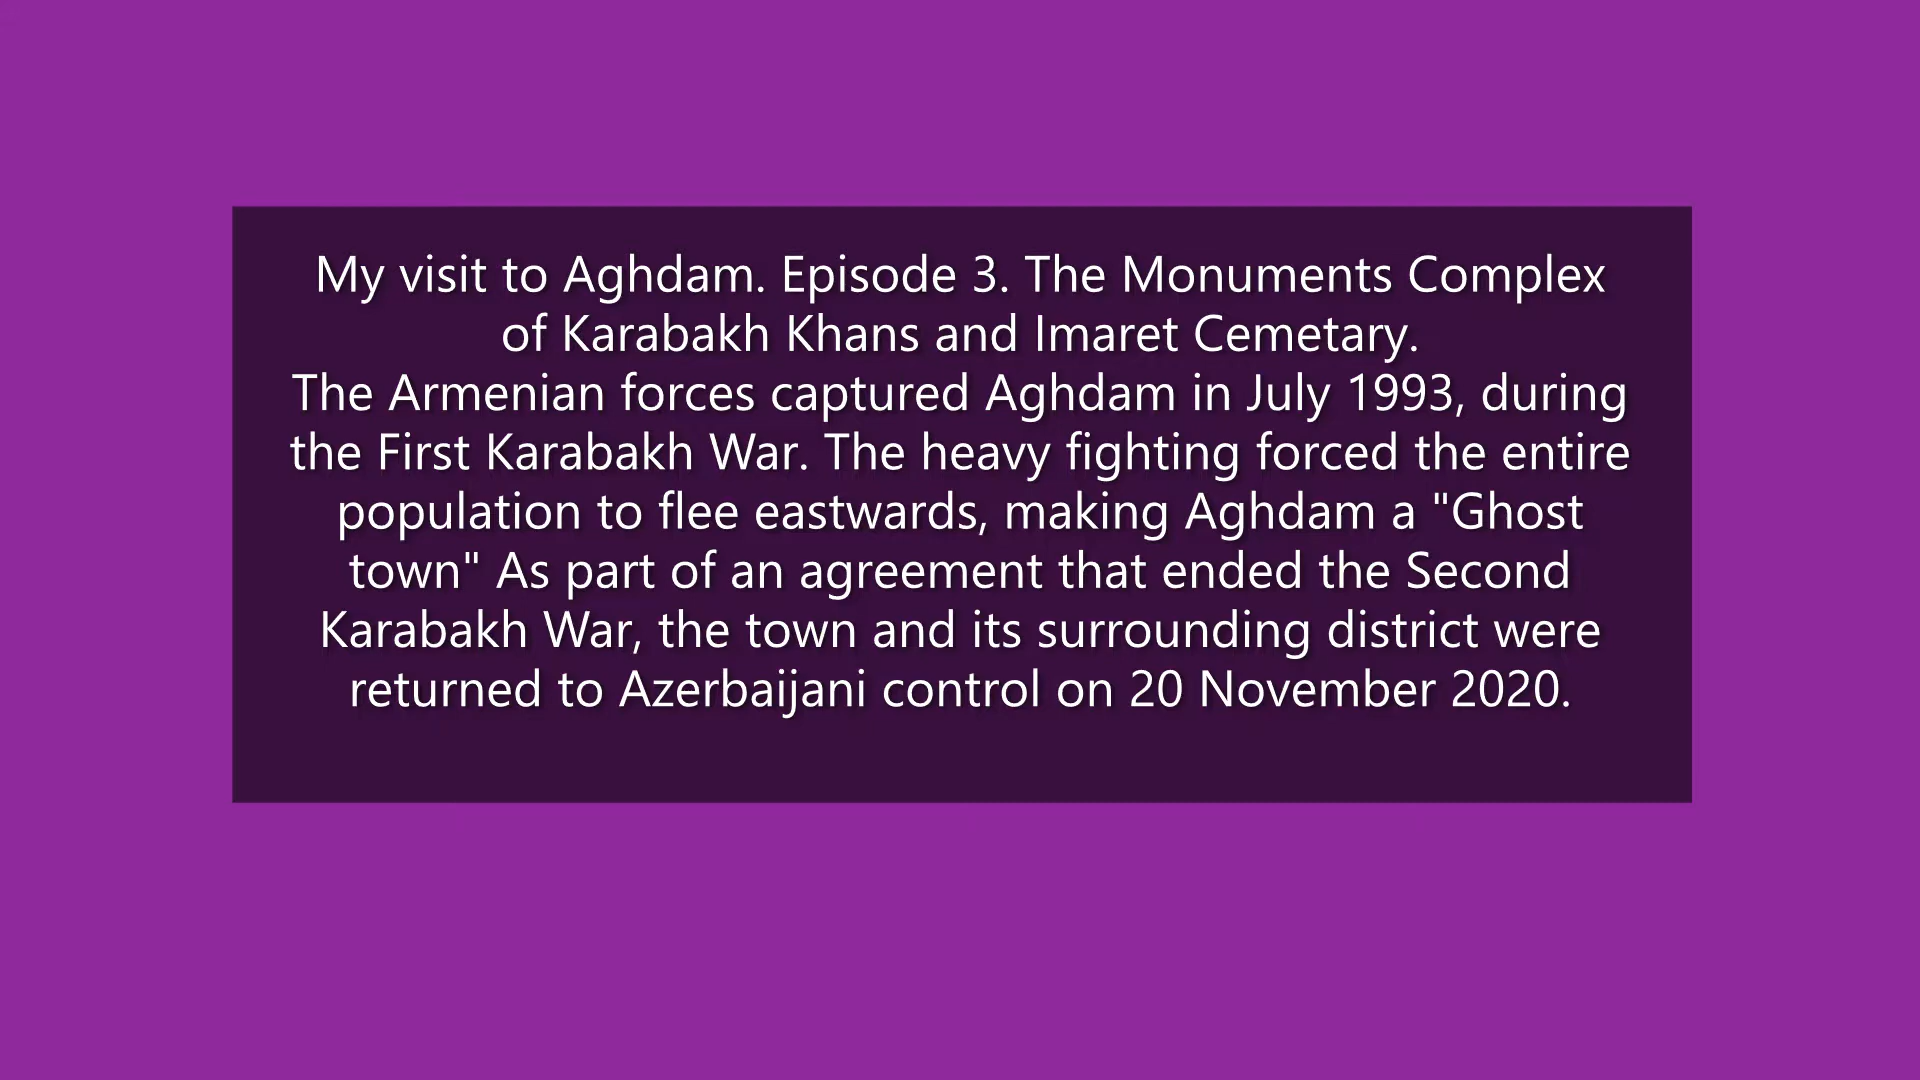 My visit to Aghdam. Episode 3. The Monuments Complex
of Karabakh Khans and Imaret Cemetary.
The Armenian forces captured Aghdam in July 1993, during
the First Karabakh War. The heavy fighting forced the entire
population to flee eastwards, making Aghdam a "Ghost
town" As part of an agreement that ended the Second
Karabakh War, the town and its surrounding district were
returned to Azerbaijani control on 20 November 2020.